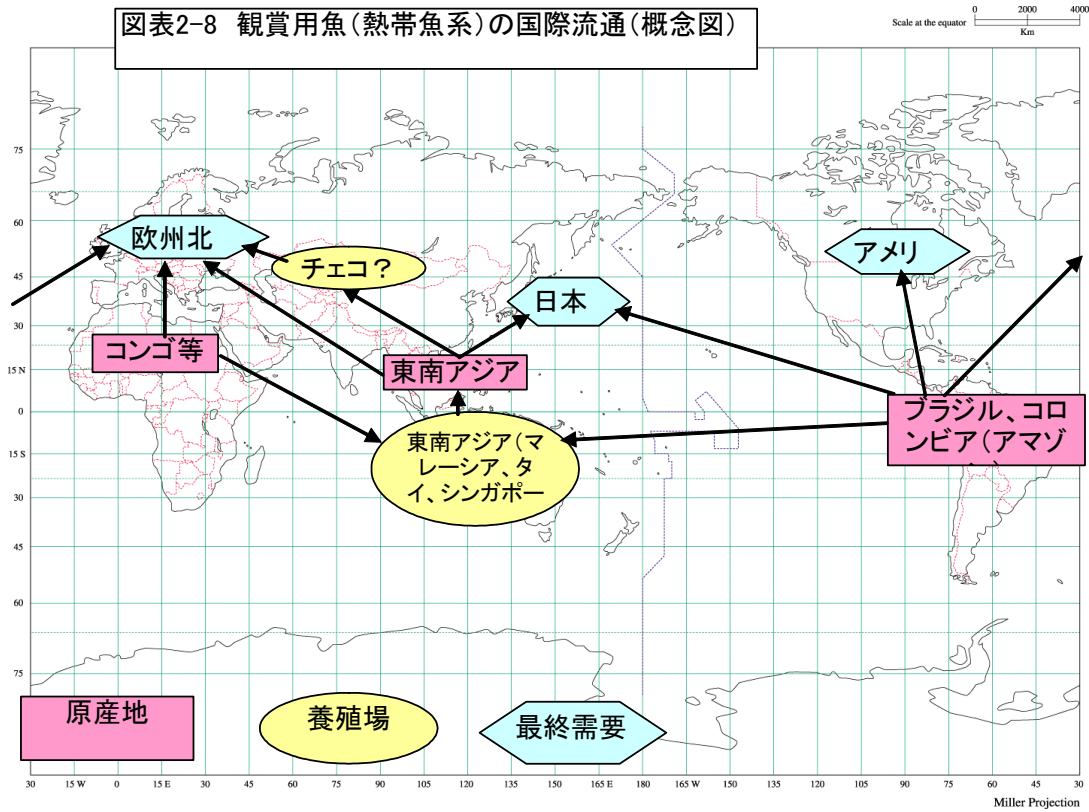 図表2-8 観賞用魚(熱帯魚系)の国際流通(概念図)
Scale at the equator
0 2000 4000
Km
75
60
45
30
15 N
0
15 S
30
45
60
75
欧州北
チェコ?
アメリ
日本
コンゴ等
東南アジア
ブラジル、コロ
ンビア(アマゾ
東南アジア(マ
レーシア、タ
イ、シンガポー
原産地
養殖場
最終需要
30 15 W 0 15 E 30 45 60 75 90 105 120 135 150 165 E 180 165 W 150 135 120 105 90 75 60 45 30
Miller Projection